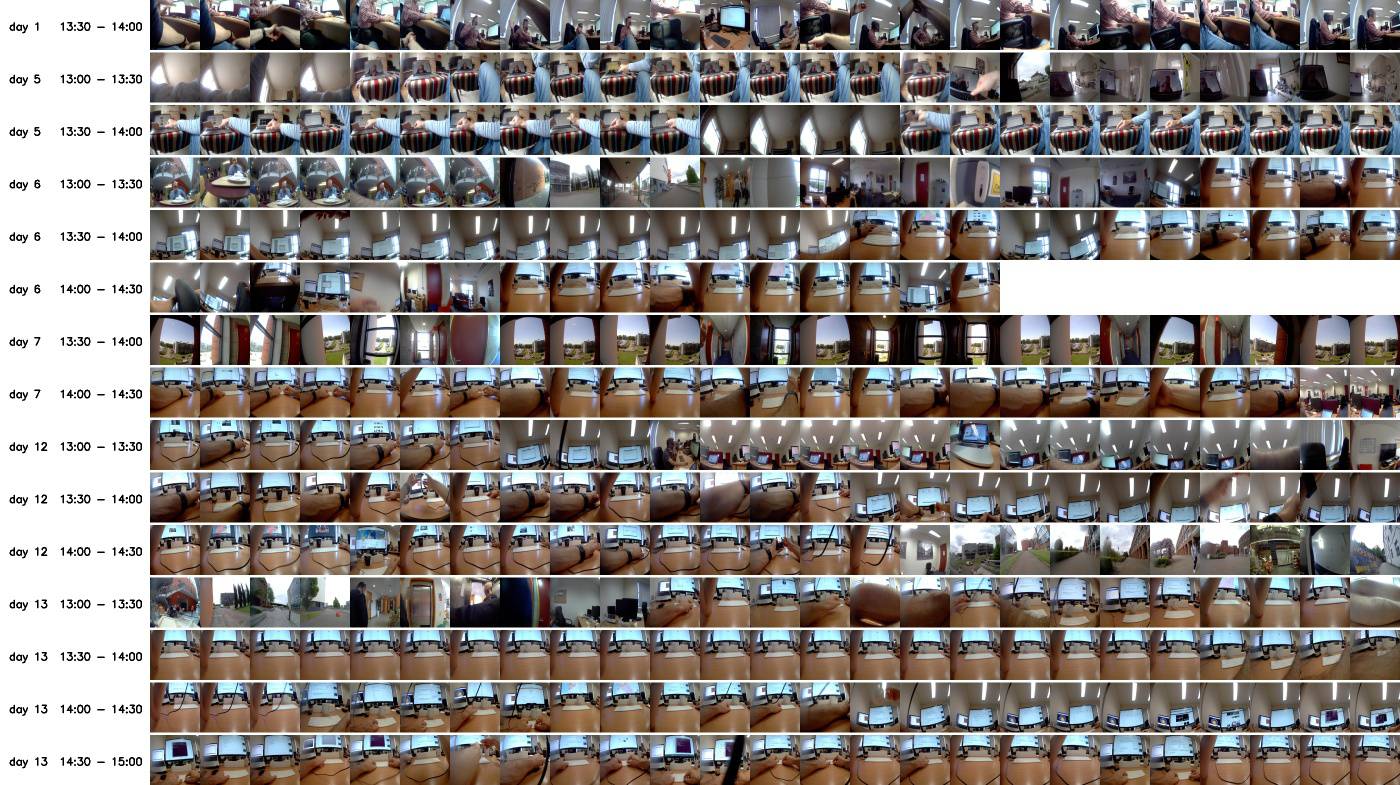 day 1 13:30 – 14:00
day 5 13:00 – 13:30
day 5 13:30 – 14:00
day 6 13:00 – 13:30
day 6 13:30 – 14:00
day 6 14:00 – 14:30
day 7 13:30 – 14:00
day 7 14:00 – 14:30
day 12 13:00 – 13:30
day 12 13:30 – 14:00
day 12 14:00 – 14:30
day 13 13:00 – 13:30
day 13 13:30 – 14:00
day 13 14:00 – 14:30
day 13 14:30 – 15:00